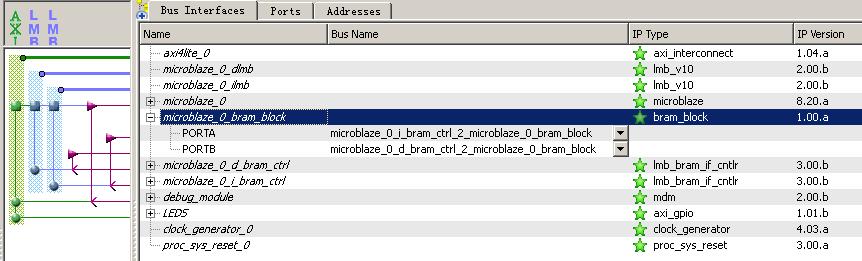 AXI LMB LMB
Bus Interfaces Ports Addresses
Name Bus Name IP Type IP Version
axi4lite_0 axi_interconnect 1.04.a
microblaze_0_dlmb lmb_v10 2.00.b
microblaze_0_ilmb lmb_v10 2.00.b
microblaze_0 microblaze 8.20.a
microblaze_0_bram_block bram_block 1.00.a
PORTA microblaze_0_i_bram_ctrl_2_microblaze_0_bram_block
PORTB microblaze_0_d_bram_ctrl_2_microblaze_0_bram_block
microblaze_0_d_bram_ctrl lmb_bram_if_cntlr 3.00.b
microblaze_0_i_bram_ctrl lmb_bram_if_cntlr 3.00.b
debug_module mdm 2.00.b
LEDS axi_gpio 1.01.b
clock_generator_0 clock_generator 4.03.a
proc_sys_reset_0 proc_sys_reset 3.00.a